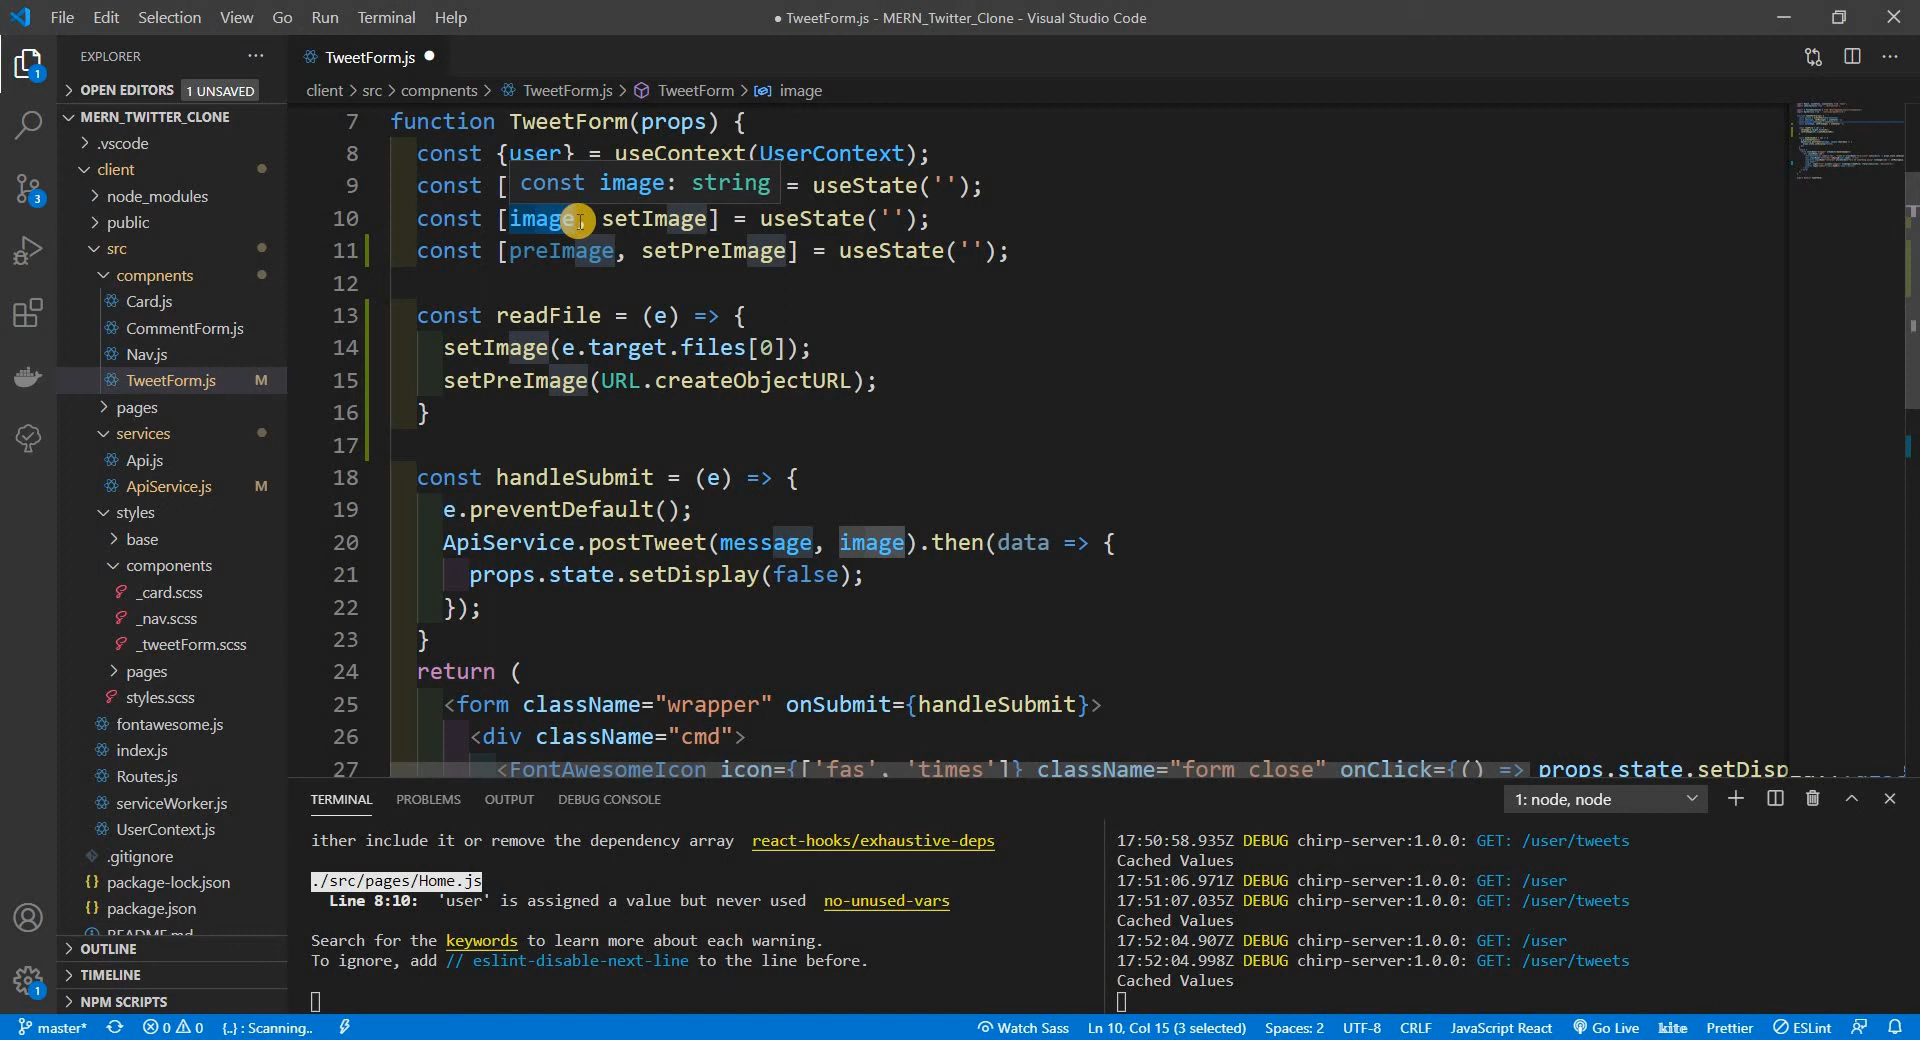 File Edit Selection View Go Run Terminal Help
● TweetForm.js - MERN_Twitter_Clone - Visual Studio Code
EXPLORER
OPEN EDITORS 1 UNSAVED
MERN_TWITTER_CLONE
.vscode
client
node_modules
public
src
compnents
Card.js
CommentForm.js
Nav.js
TweetForm.js M
pages
services
Api.js
ApiService.js M
styles
base
components
_card.scss
_nav.scss
_tweetForm.scss
pages
styles.scss
fontawesome.js
index.js
Routes.js
serviceWorker.js
UserContext.js
.gitignore
package-lock.json
package.json
README.md
OUTLINE
TIMELINE
NPM SCRIPTS
1
3
1
TweetForm.js ●
client > src > compnents > TweetForm.js > TweetForm > image
7 function TweetForm(props) {
8 const {user} = useContext(UserContext);
const image: string
9 const [ = useState('');
10 const [image, setImage] = useState('');
11 const [preImage, setPreImage] = useState('');
12
13 const readFile = (e) => {
14 setImage(e.target.files[0]);
15 setPreImage(URL.createObjectURL);
16 }
17
18 const handleSubmit = (e) => {
19 e.preventDefault();
20 ApiService.postTweet(message, image).then(data => {
21 props.state.setDisplay(false);
22 });
23 }
24 return (
25 <form className="wrapper" onSubmit={handleSubmit}>
26 <div className="cmd">
27 <FontAwesomeIcon icon={['fas', 'times']} className="form close" onClick={() => props.state.setDisp
TERMINAL PROBLEMS OUTPUT DEBUG CONSOLE
1: node, node
ither include it or remove the dependency array react-hooks/exhaustive-deps
./src/pages/Home.js
Line 8:10: 'user' is assigned a value but never used no-unused-vars
Search for the keywords to learn more about each warning.
To ignore, add // eslint-disable-next-line to the line before.
17:50:58.935Z DEBUG chirp-server:1.0.0: GET: /user/tweets
Cached Values
17:51:06.971Z DEBUG chirp-server:1.0.0: GET: /user
17:51:07.035Z DEBUG chirp-server:1.0.0: GET: /user/tweets
Cached Values
17:52:04.907Z DEBUG chirp-server:1.0.0: GET: /user
17:52:04.998Z DEBUG chirp-server:1.0.0: GET: /user/tweets
Cached Values
master* 0 0 {..} : Scanning.. Watch Sass Ln 10, Col 15 (3 selected) Spaces: 2 UTF-8 CRLF JavaScript React Go Live kite Prettier ESLint